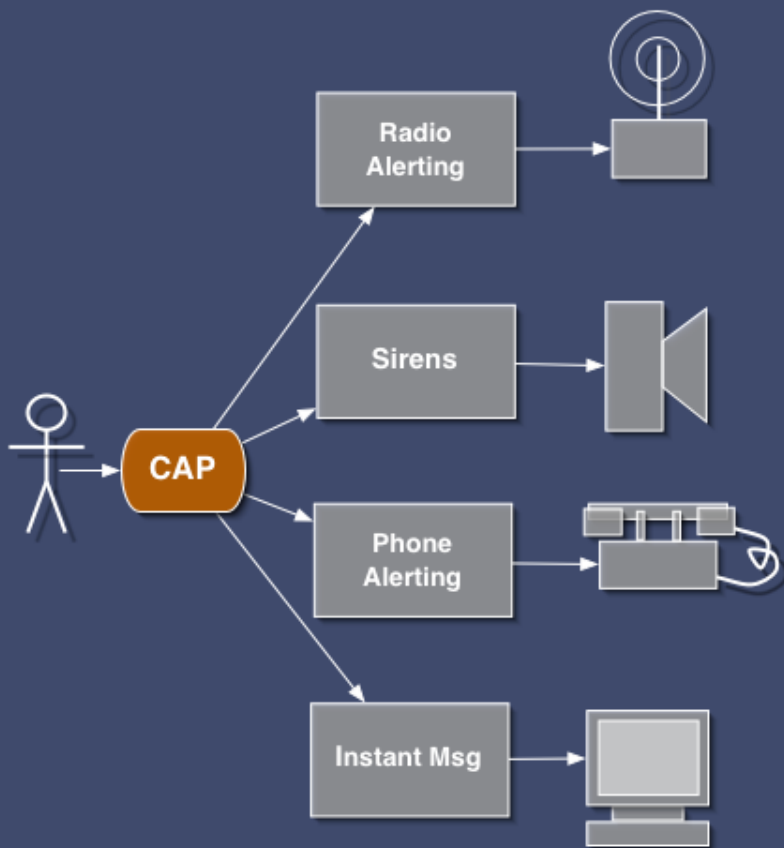 Radio
Alerting
Sirens
CAP
Phone
Alerting
Instant Msg